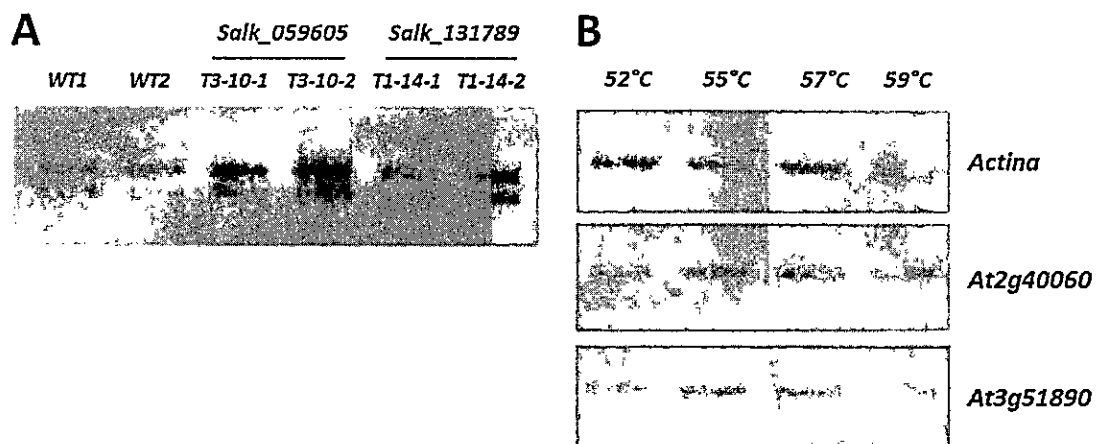 A
Salk_059605 Salk_131789
WT1 WT2 T3-10-1 T3-10-2 T1-14-1 T1-14-2
B
52°C 55°C 57°C 59°C
Actina
At2g40060
At3g51890